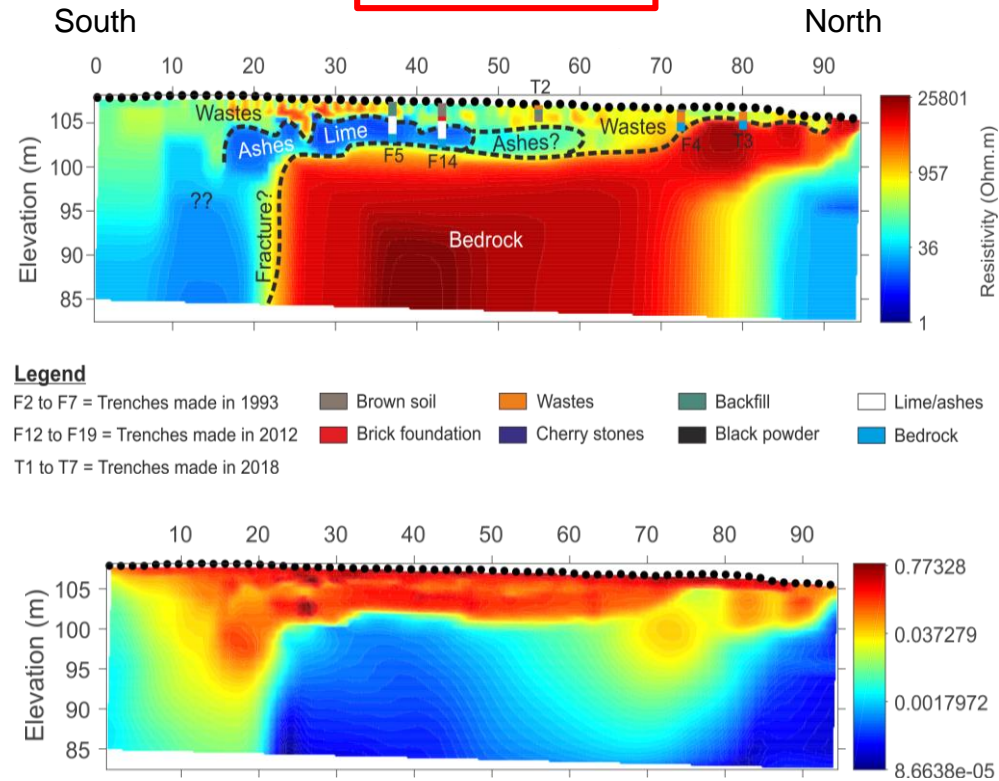 South North
0 10 20 30 40 50 60 70 80 90
T2
Wastes
Ashes
Lime
F5
F14
Ashes?
Wastes
F4
T3
??
Fracture?
Bedrock
Elevation (m)
105
100
95
90
85
25801
957
36
1
Resistivity (Ohm.m)
Legend
F2 to F7 = Trenches made in 1993 Brown soil Wastes Backfill Lime/ashes
F12 to F19 = Trenches made in 2012 Brick foundation Cherry stones Black powder Bedrock
T1 to T7 = Trenches made in 2018
10 20 30 40 50 60 70 80 90
Elevation (m)
105
100
95
90
85
0.77328
0.037279
0.0017972
8.6638e-05